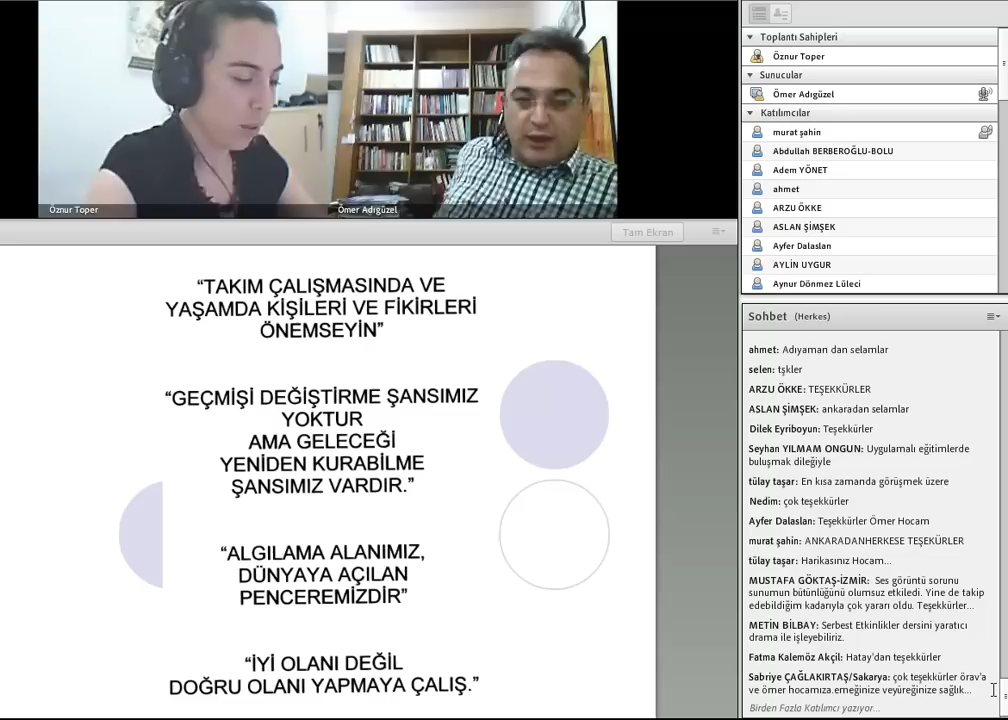 Öznur Toper
Ömer Adıgüzel
Tam Ekran
“TAKIM ÇALIŞMASINDA VE
YAŞAMDA KİŞİLERİ VE FİKİRLERİ
ÖNEMSEYİN”
“GEÇMİŞİ DEĞİŞTİRME ŞANSIMIZ
YOKTUR
AMA GELECEĞİ
YENİDEN KURABİLME
ŞANSIMIZ VARDIR.”
“ALGILAMA ALANIMIZ,
DÜNYAYA AÇILAN
PENCEREMİZDİR”
“İYİ OLANI DEĞİL
DOĞRU OLANI YAPMAYA ÇALIŞ.”
Toplantı Sahipleri
Öznur Toper
Sunucular
Ömer Adıgüzel
Katılımcılar
murat şahin
Abdullah BERBEROĞLU-BOLU
Adem YÖNET
ahmet
ARZU ÖKKE
ASLAN ŞİMŞEK
Ayfer Dalaslan
AYLİN UYGUR
Aynur Dönmez Lüleci
Sohbet (Herkes)
ahmet: Adıyaman dan selamlar
selen: tşkler
ARZU ÖKKE: TEŞEKKÜRLER
ASLAN ŞİMŞEK: ankaradan selamlar
Dilek Eyriboyun: Teşekkürler
Seyhan YILMAM ONGUN: Uygulamalı eğitimlerde
buluşmak dileğiyle
tülay taşar: En kısa zamanda görüşmek üzere
Nedim: çok teşekkürler
Ayfer Dalaslan: Teşekkürler Ömer Hocam
murat şahin: ANKARADANHERKESE TEŞEKÜRLER
tülay taşar: Harikasınız Hocam...
MUSTAFA GÖKTAŞ-İZMİR: Ses görüntü sorunu
sunumun bütünlüğünü olumsuz etkiledi. Yine de takip
edebildiğim kadarıyla çok yararı oldu. Teşekkürler...
METİN BİLBAY: Serbest Etkinlikler dersini yaratıcı
drama ile işleyebiliriz.
Fatma Kalemöz Akçil: Hatay'dan teşekkürler
Sabriye ÇAĞLAKIRTAŞ/Sakarya: çok teşekkürler örav'a
ve ömer hocamıza.emeğinize veyüreğinize sağlık...
Birden Fazla Katılımcı yazıyor...